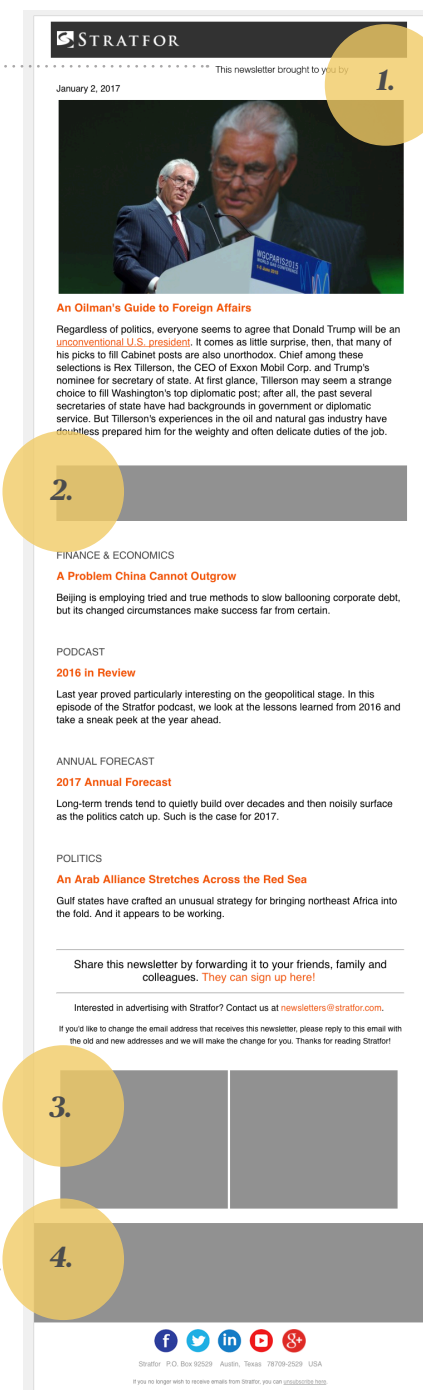 STRATFOR
This newsletter brought to you by
1.
January 2, 2017
WGCPARIS2015
WORLD GAS CONFERENCE
1-5 June 2015
An Oilman's Guide to Foreign Affairs
Regardless of politics, everyone seems to agree that Donald Trump will be an
unconventional U.S. president. It comes as little surprise, then, that many of
his picks to fill Cabinet posts are also unorthodox. Chief among these
selections is Rex Tillerson, the CEO of Exxon Mobil Corp. and Trump's
nominee for secretary of state. At first glance, Tillerson may seem a strange
choice to fill Washington's top diplomatic post; after all, the past several
secretaries of state have had backgrounds in government or diplomatic
service. But Tillerson's experiences in the oil and natural gas industry have
doubtless prepared him for the weighty and often delicate duties of the job.
2.
FINANCE & ECONOMICS
A Problem China Cannot Outgrow
Beijing is employing tried and true methods to slow ballooning corporate debt,
but its changed circumstances make success far from certain.
PODCAST
2016 in Review
Last year proved particularly interesting on the geopolitical stage. In this
episode of the Stratfor podcast, we look at the lessons learned from 2016 and
take a sneak peek at the year ahead.
ANNUAL FORECAST
2017 Annual Forecast
Long-term trends tend to quietly build over decades and then noisily surface
as the politics catch up. Such is the case for 2017.
POLITICS
An Arab Alliance Stretches Across the Red Sea
Gulf states have crafted an unusual strategy for bringing northeast Africa into
the fold. And it appears to be working.
Share this newsletter by forwarding it to your friends, family and
colleagues. They can sign up here!
Interested in advertising with Stratfor? Contact us at newsletters@stratfor.com.
If you'd like to change the email address that receives this newsletter, please reply to this email with
the old and new addresses and we will make the change for you. Thanks for reading Stratfor!
3.
4.
f in g+
Stratfor P.O. Box 92529 Austin, Texas 78709-2529 USA
If you no longer wish to receive emails from Stratfor, you can unsubscribe here.